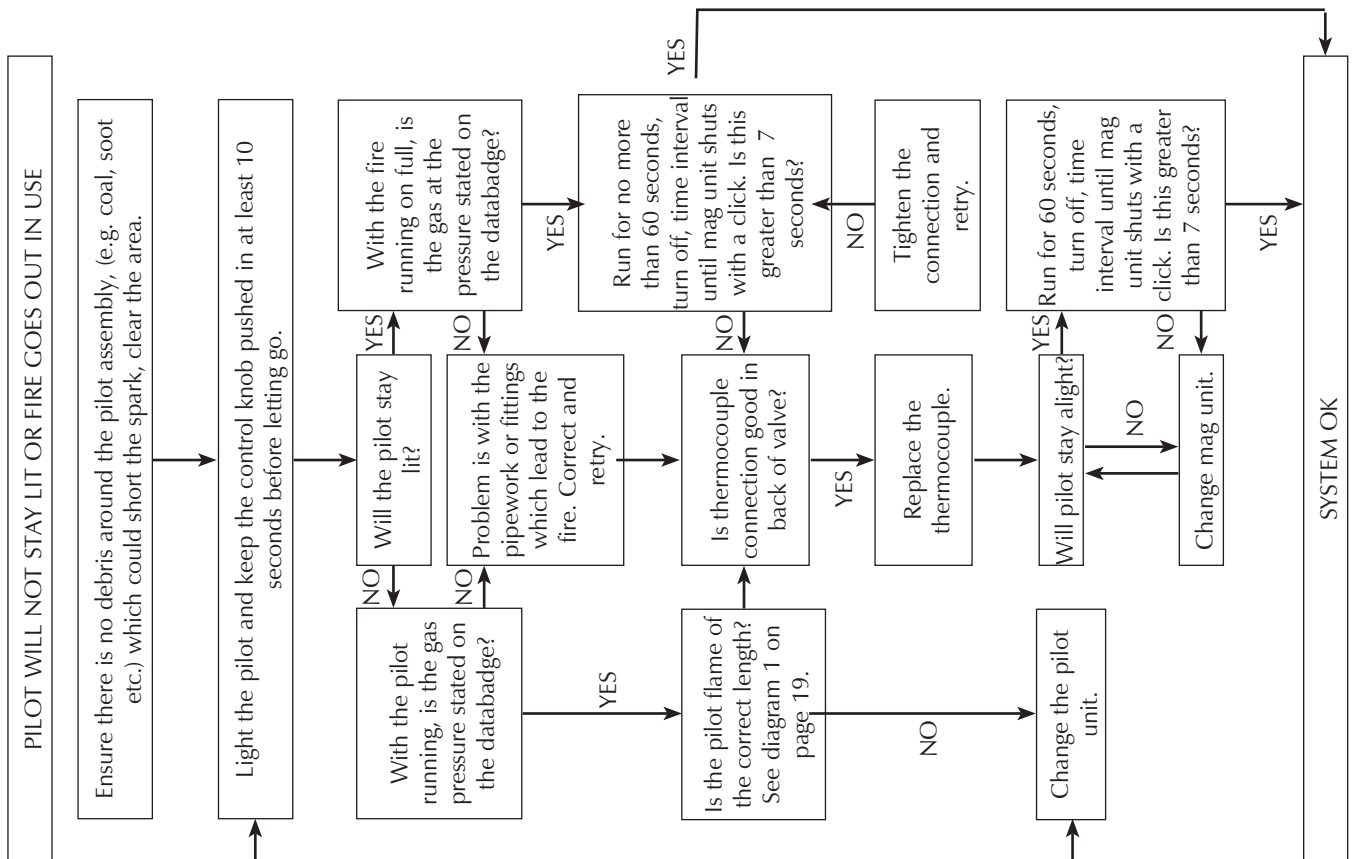 PILOT WILL NOT STAY LIT OR FIRE GOES OUT IN USE
Ensure there is no debris around the pilot assembly, (e.g. coal, soot
etc.) which could short the spark, clear the area.
Light the pilot and keep the control knob pushed in at least 10
seconds before letting go.
Will the pilot stay
lit?
NO
YES
With the pilot
running, is the gas
pressure stated on
the databadge?
NO
YES
Problem is with the
pipework or fittings
which lead to the
fire. Correct and
retry.
With the fire
running on full, is
the gas at the
pressure stated on
the databadge?
NO
YES
Is the pilot flame of
the correct length?
See diagram 1 on
page 19.
NO
Is thermocouple
connection good in
back of valve?
YES
Run for no more
than 60 seconds,
turn off, time interval
until mag unit shuts
with a click. Is this
greater than 7
seconds?
NO
YES
Replace the
thermocouple.
Tighten the
connection and
retry.
NO
Change the pilot
unit.
Will pilot stay alight?
YES
NO
Run for 60 seconds,
turn off, time
interval until mag
unit shuts with a
click. Is this greater
than 7 seconds?
NO
YES
Change mag unit.
SYSTEM OK